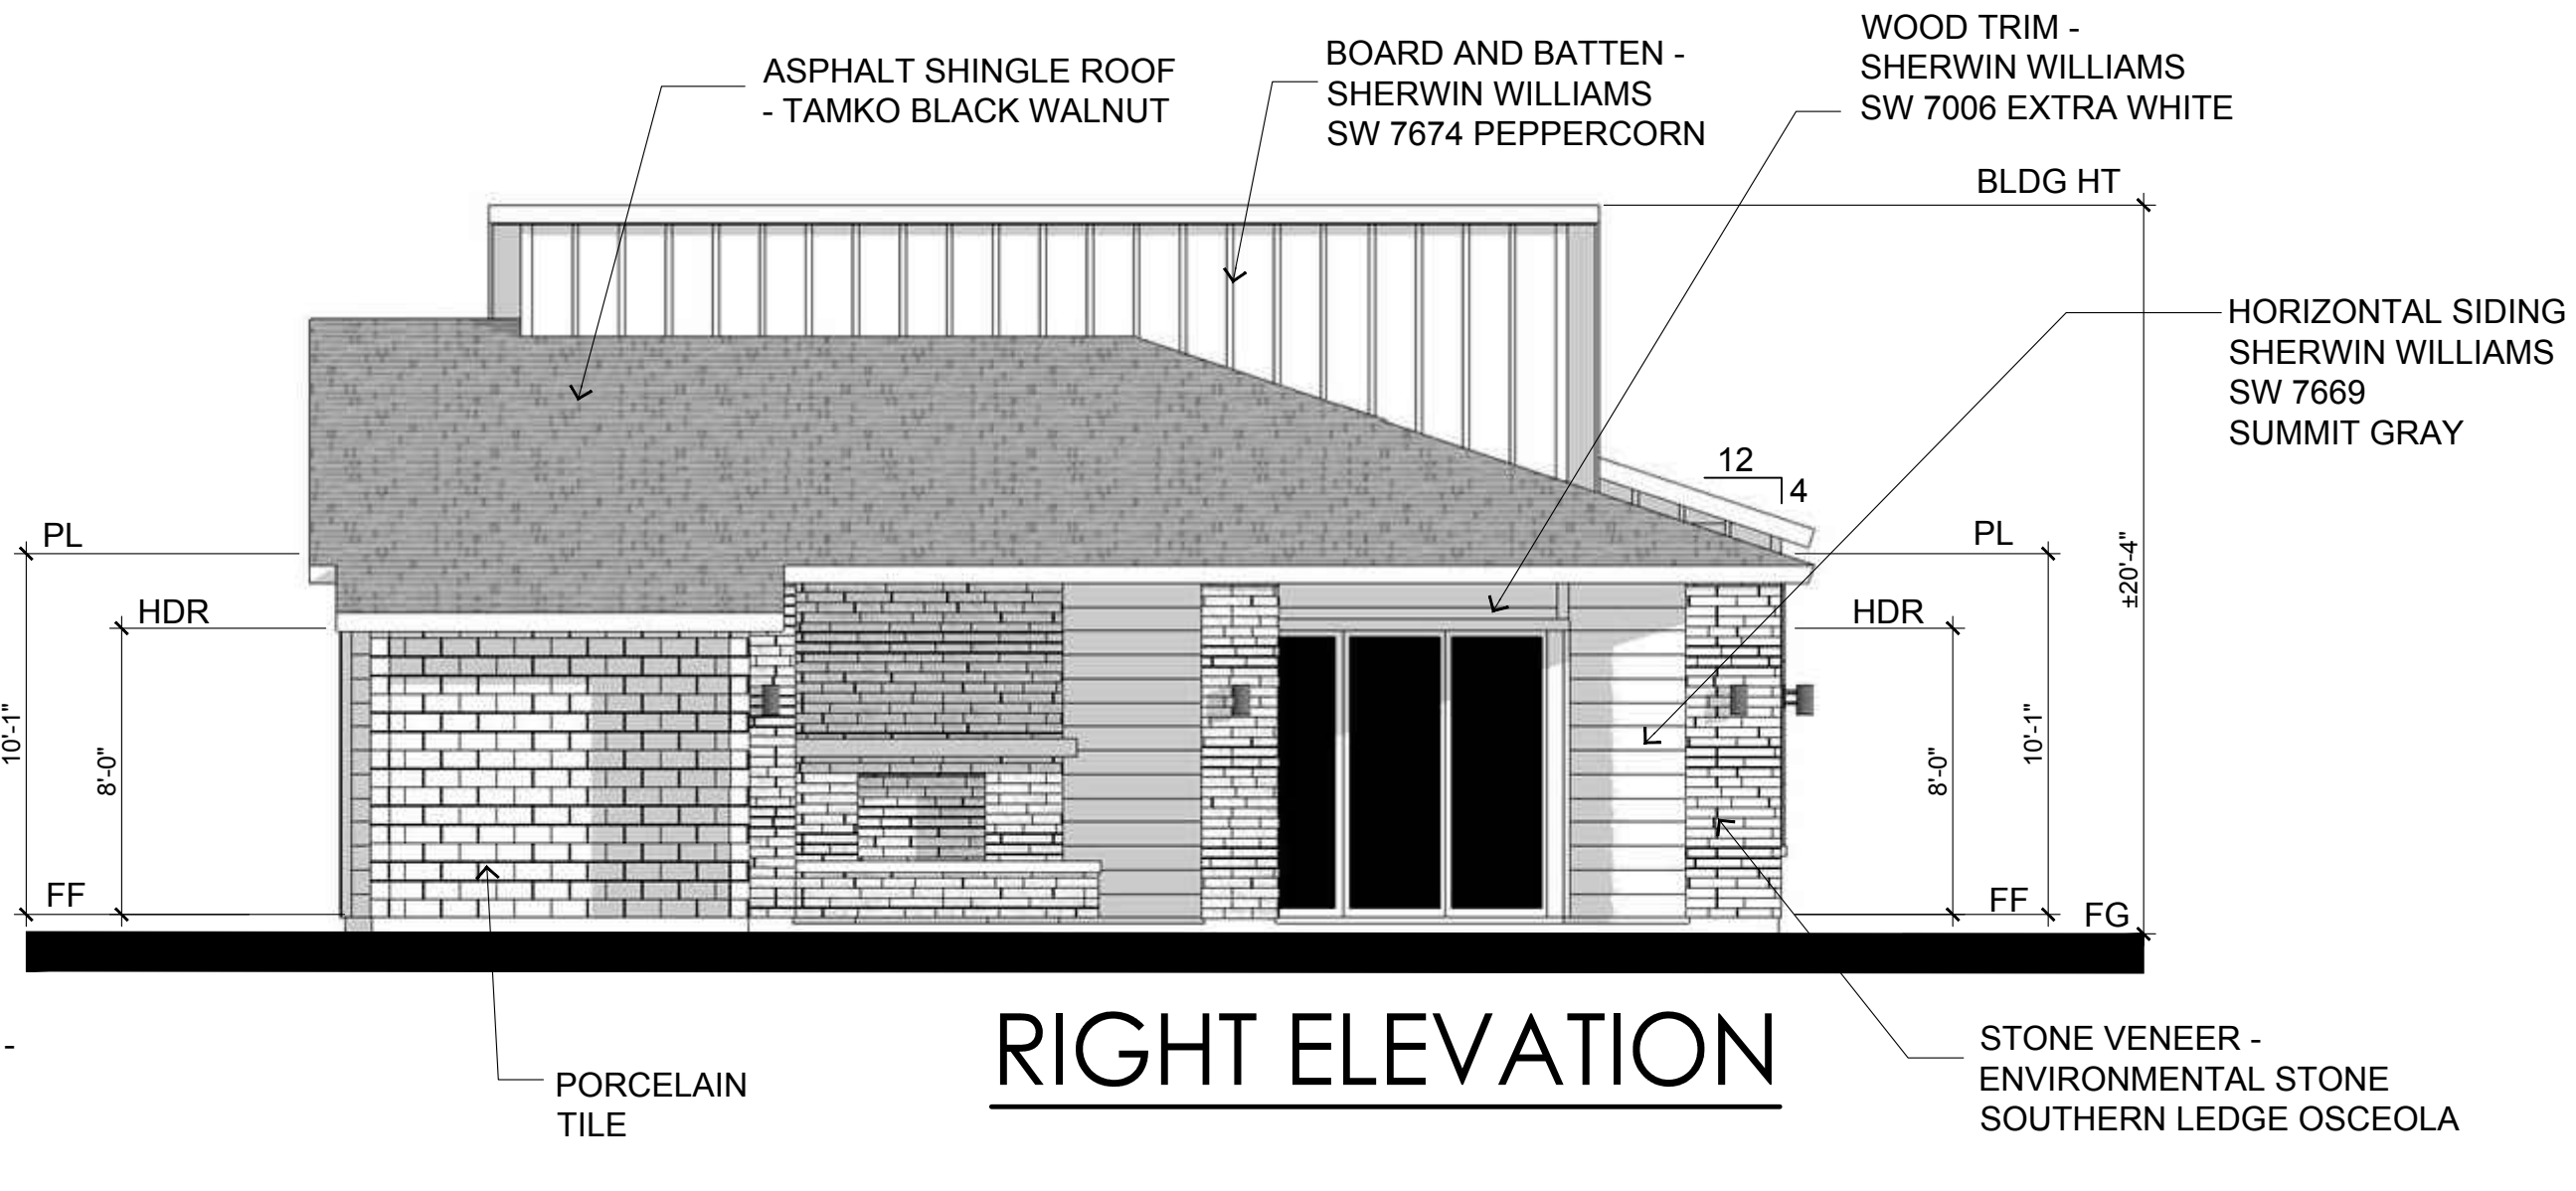 ASPHALT SHINGLE ROOF
- TAMKO BLACK WALNUT
BOARD AND BATTEN -
SHERWIN WILLIAMS
SW 7674 PEPPERCORN
WOOD TRIM -
SHERWIN WILLIAMS
SW 7006 EXTRA WHITE
BLDG HT
HORIZONTAL SIDING
SHERWIN WILLIAMS
SW 7669
SUMMIT GRAY
12
4
PL
HDR
10'-1"
8'-0"
FF
PL
HDR
±20'-4"
10'-1"
8'-0"
FF
FG
-
PORCELAIN
TILE
RIGHT ELEVATION
STONE VENEER -
ENVIRONMENTAL STONE
SOUTHERN LEDGE OSCEOLA